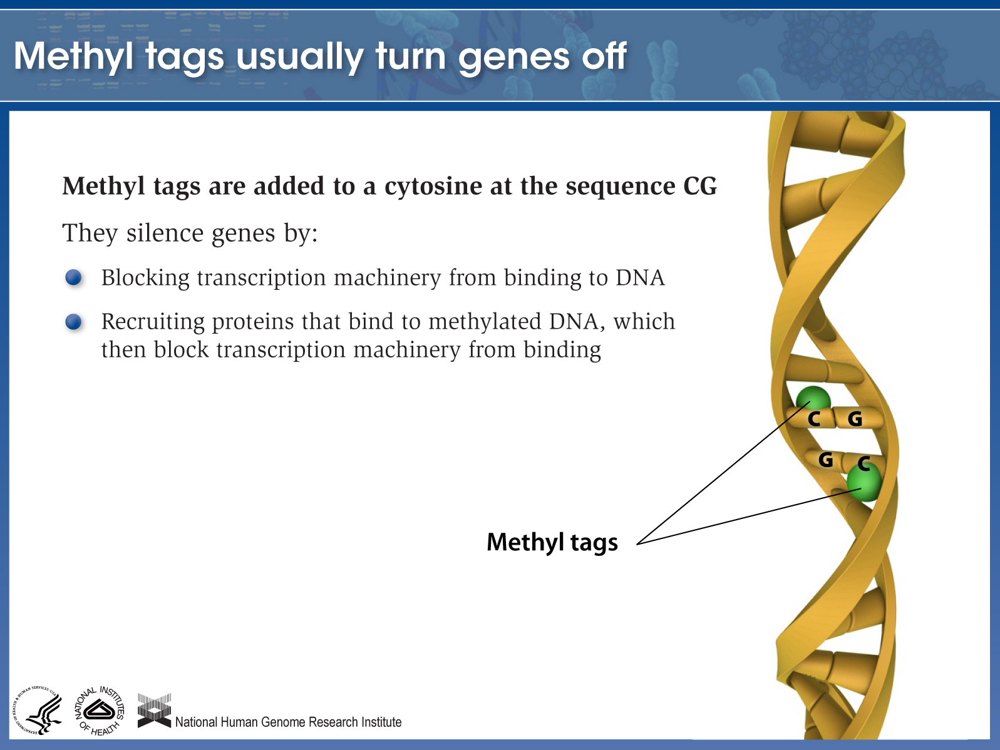 Methyl tags usually turn genes off
Methyl tags are added to a cytosine at the sequence CG
They silence genes by:
Blocking transcription machinery from binding to DNA
Recruiting proteins that bind to methylated DNA, which
then block transcription machinery from binding
C G
G C
Methyl tags
DEPARTMENT OF HEALTH & HUMAN SERVICES·USA
NATIONAL INSTITUTES
OF HEALTH
National Human Genome Research Institute